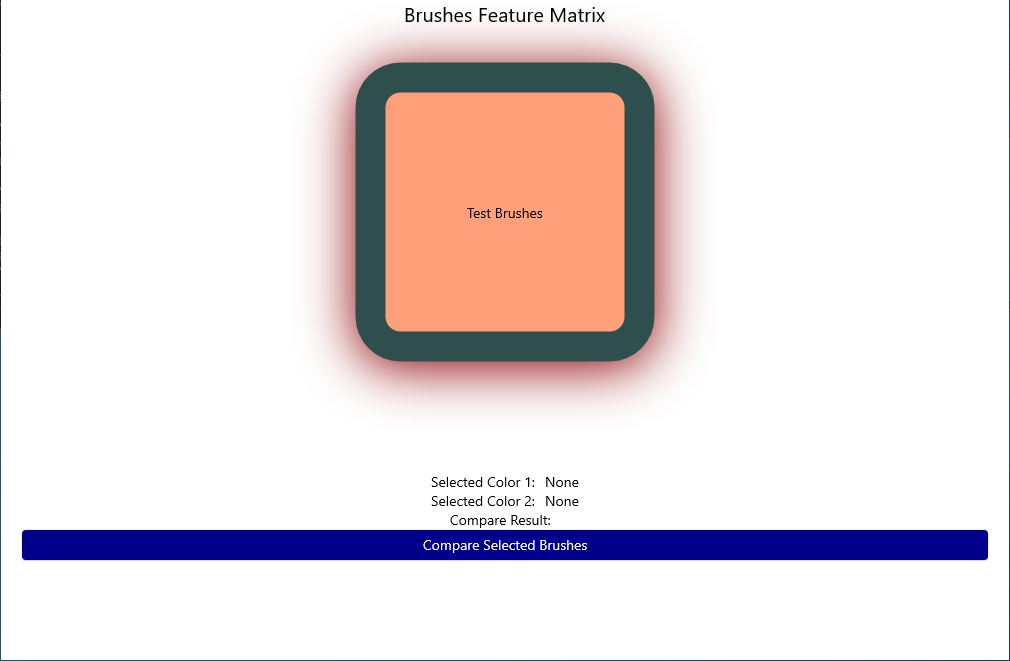 Brushes Feature Matrix
Test Brushes
Selected Color 1: None
Selected Color 2: None
Compare Result:
Compare Selected Brushes